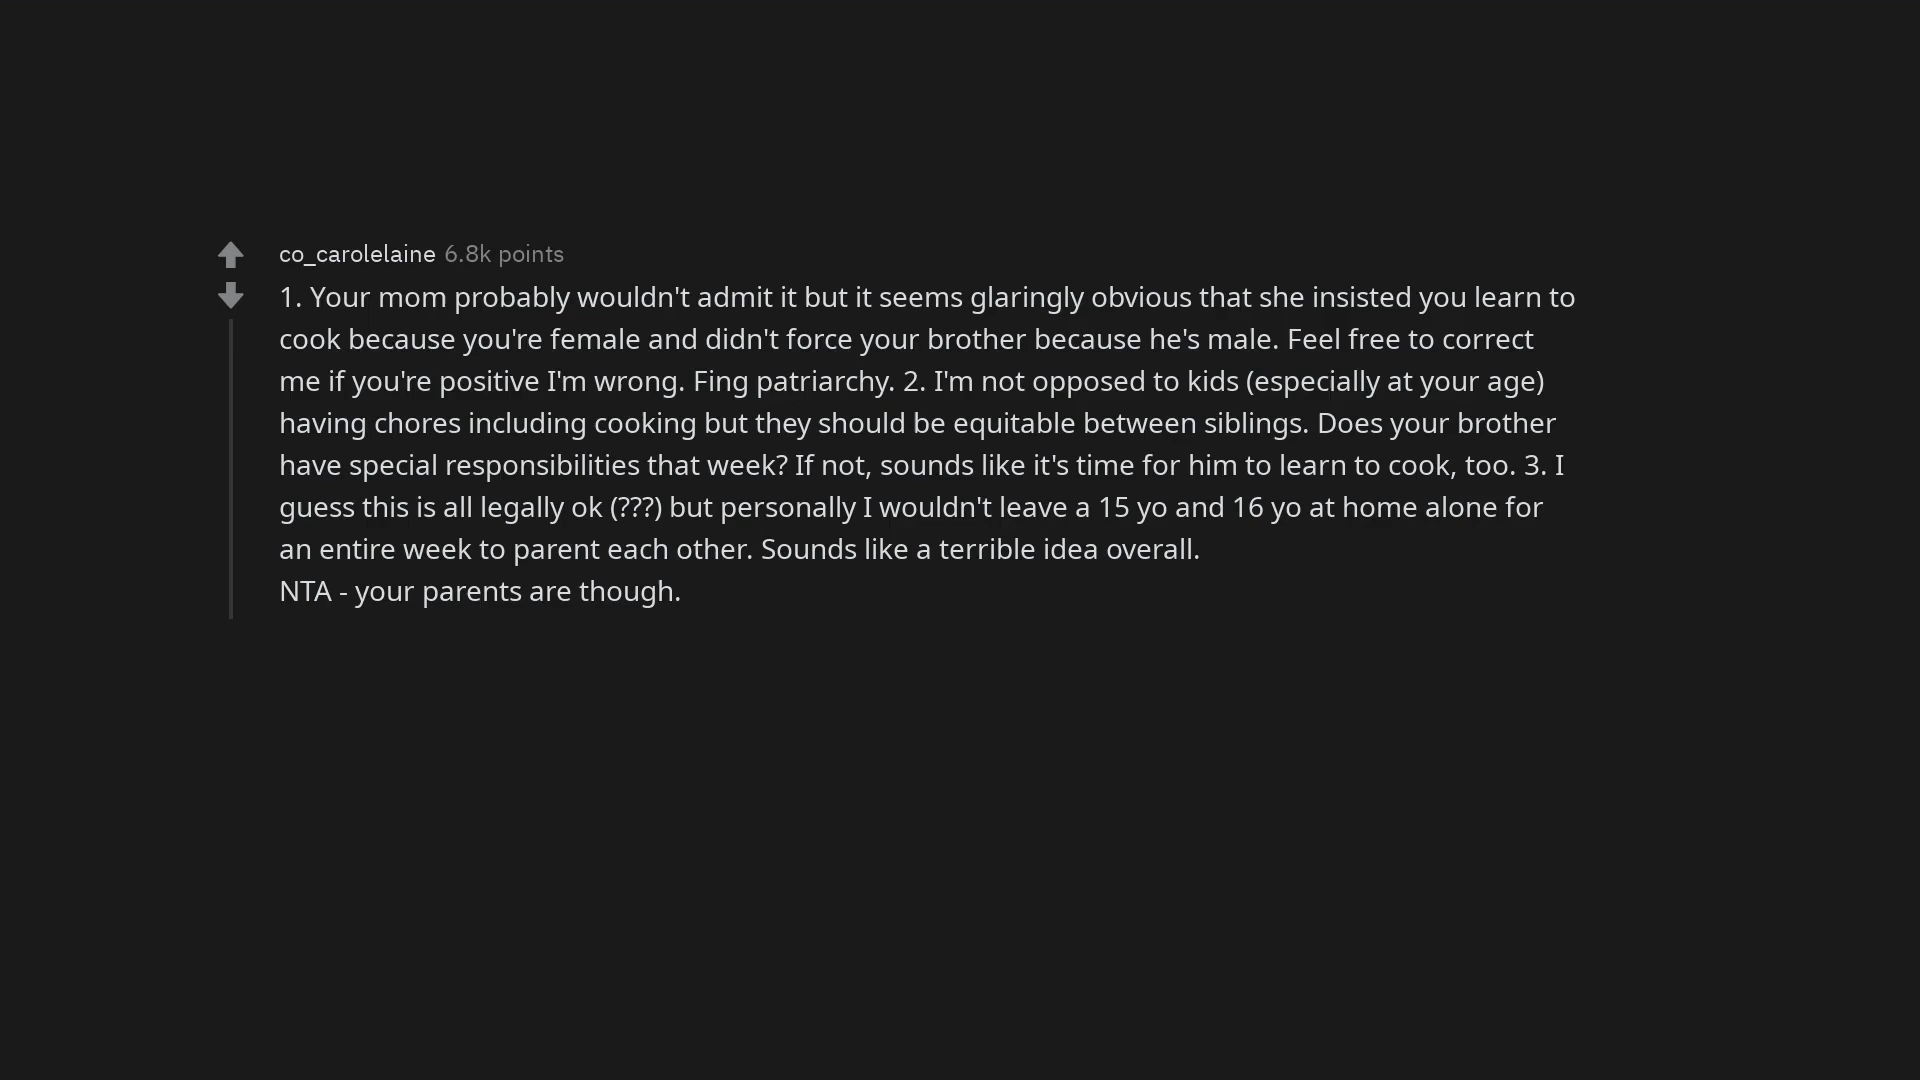 co_carolelaine 6.8k points
1. Your mom probably wouldn't admit it but it seems glaringly obvious that she insisted you learn to
cook because you're female and didn't force your brother because he's male. Feel free to correct
me if you're positive I'm wrong. Fing patriarchy. 2. I'm not opposed to kids (especially at your age)
having chores including cooking but they should be equitable between siblings. Does your brother
have special responsibilities that week? If not, sounds like it's time for him to learn to cook, too. 3. I
guess this is all legally ok (???) but personally I wouldn't leave a 15 yo and 16 yo at home alone for
an entire week to parent each other. Sounds like a terrible idea overall.
NTA - your parents are though.